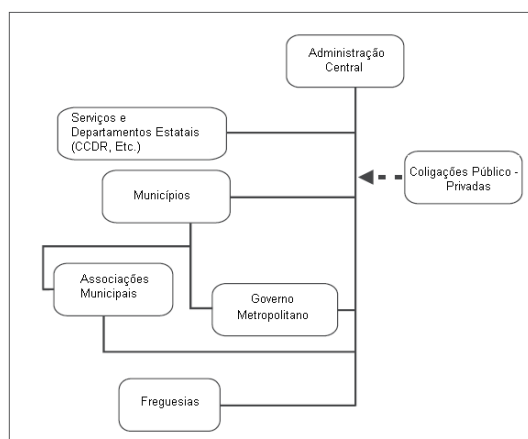 Administração
Central
Serviços e
Departamentos Estatais
(CCDR, Etc.)
Coligações Público -
Privadas
Municípios
Associações
Municipais
Governo
Metropolitano
Freguesias